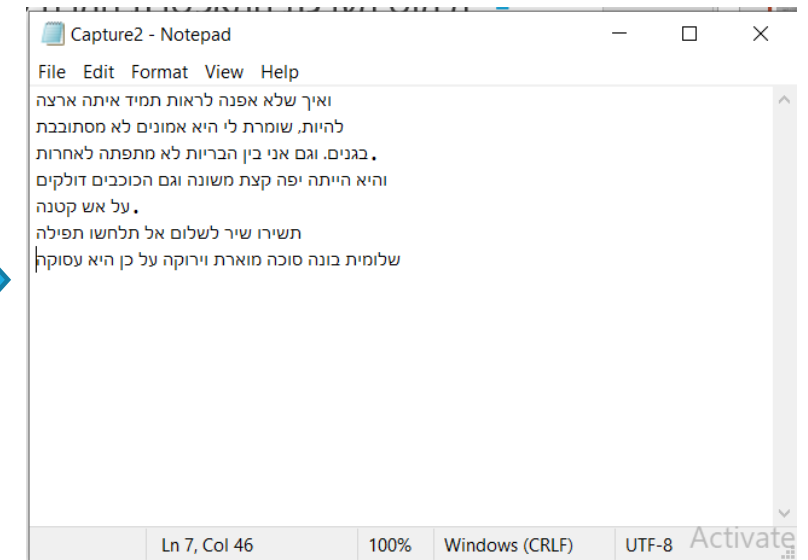 Capture2 - Notepad
File Edit Format View Help
ואיך שלא אפנה לראות תמיד איתה ארצה
להיות, שומרת לי היא אמונים לא מסתובבת
בגנים. וגם אני בין הבריות לא מתפתה לאחרות.
והיא הייתה יפה קצת משונה וגם הכוכבים דולקים
על אש קטנה.
תשירו שיר לשלום אל תלחשו תפילה
שלומית בונה סוכה מוארת וירוקה על כן היא עסוקה
Ln 7, Col 46 100% Windows (CRLF) UTF-8
Activate